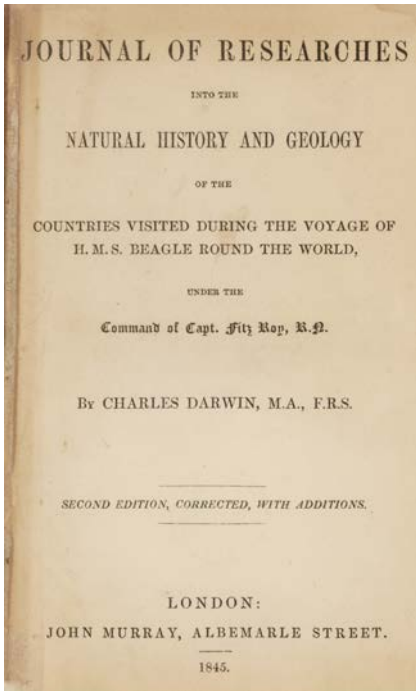 JOURNAL OF RESEARCHES
INTO THE
NATURAL HISTORY AND GEOLOGY
OF THE
COUNTRIES VISITED DURING THE VOYAGE OF
H.M.S. BEAGLE ROUND THE WORLD,
UNDER THE
Command of Capt. Fitz Roy, R.N.
BY CHARLES DARWIN, M.A., F.R.S.
SECOND EDITION, CORRECTED, WITH ADDITIONS.
LONDON:
JOHN MURRAY, ALBEMARLE STREET.
1845.